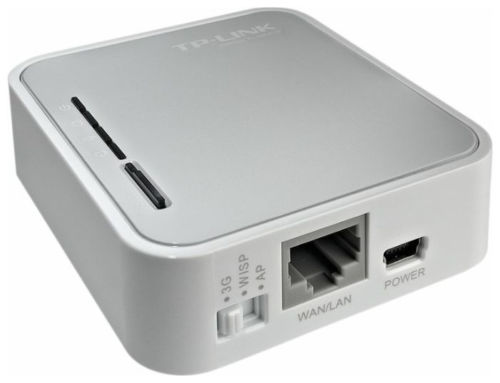 TP-LINK
• 3G
• WISP
• AP
WAN/LAN
POWER